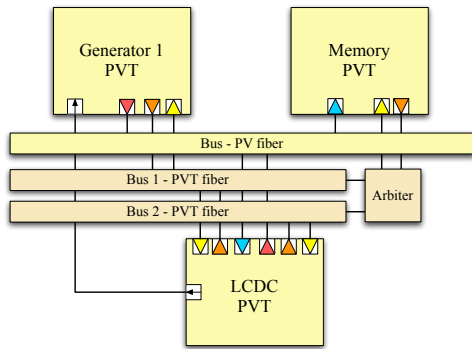 Generator 1
PVT
Memory
PVT
Bus - PV fiber
Bus 1 - PVT fiber
Arbiter
Bus 2 - PVT fiber
LCDC
PVT